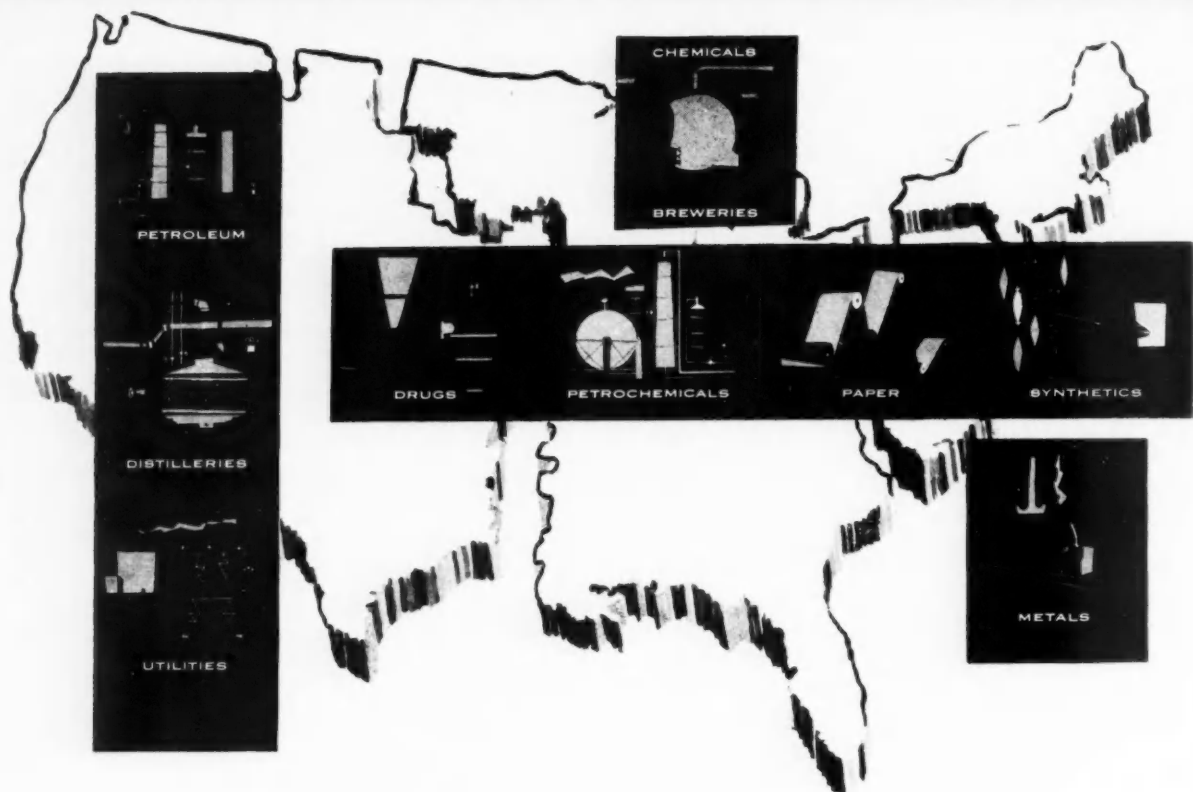 CHEMICALS
BREWERIES
PETROLEUM
DISTILLERIES
UTILITIES
DRUGS
PETROCHEMICALS
PAPER
SYNTHETICS
METALS